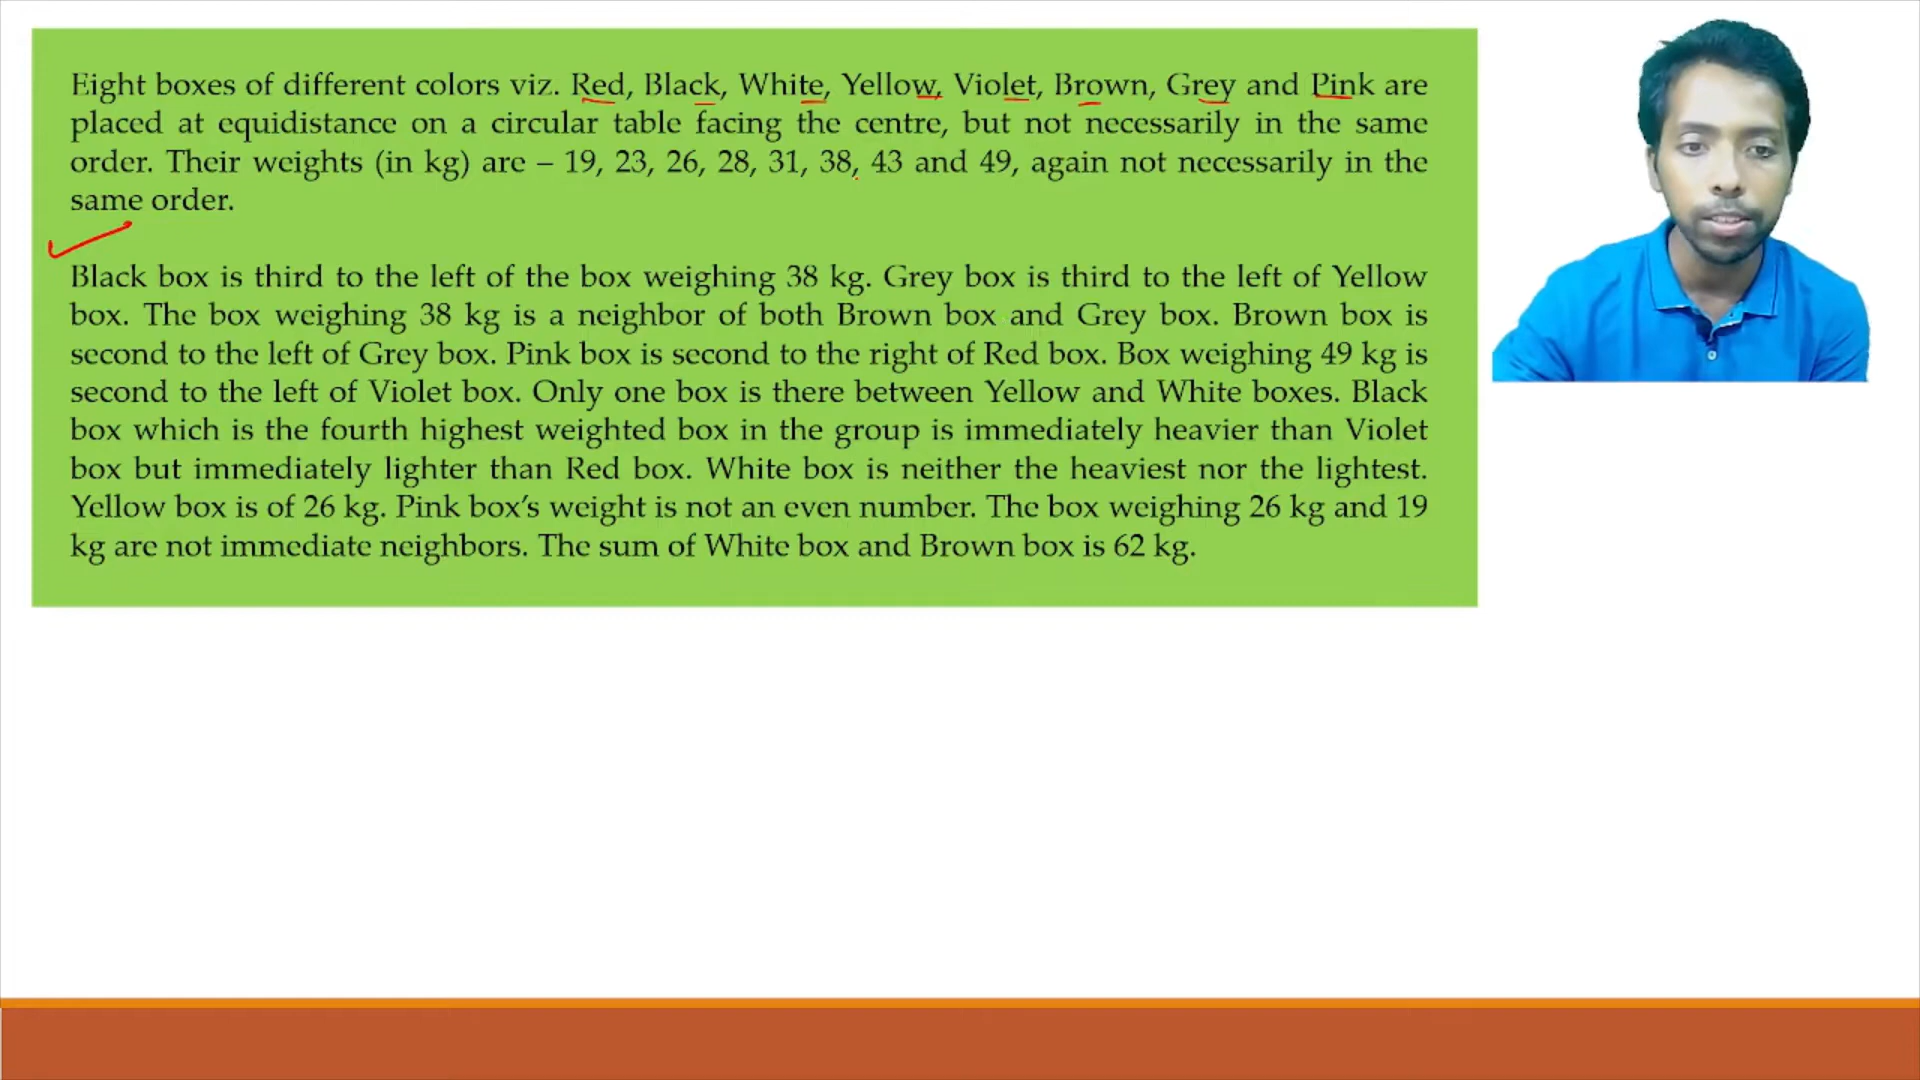 Eight boxes of different colors viz. Red, Black, White, Yellow, Violet, Brown, Grey and Pink are
placed at equidistance on a circular table facing the centre, but not necessarily in the same
order. Their weights (in kg) are – 19, 23, 26, 28, 31, 38, 43 and 49, again not necessarily in the
same order.
Black box is third to the left of the box weighing 38 kg. Grey box is third to the left of Yellow
box. The box weighing 38 kg is a neighbor of both Brown box and Grey box. Brown box is
second to the left of Grey box. Pink box is second to the right of Red box. Box weighing 49 kg is
second to the left of Violet box. Only one box is there between Yellow and White boxes. Black
box which is the fourth highest weighted box in the group is immediately heavier than Violet
box but immediately lighter than Red box. White box is neither the heaviest nor the lightest.
Yellow box is of 26 kg. Pink box's weight is not an even number. The box weighing 26 kg and 19
kg are not immediate neighbors. The sum of White box and Brown box is 62 kg.